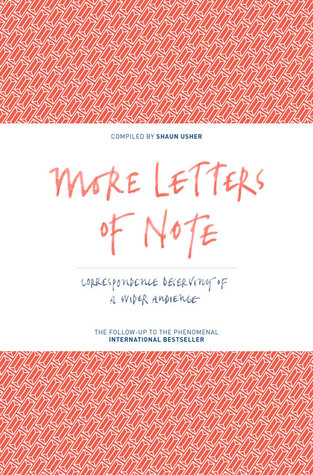 COMPILED BY SHAUN USHER
MORE LETTERS
OF NOTE
CORRESPONDENCE DESERVING OF
A WIDER AUDIENCE
THE FOLLOW-UP TO THE PHENOMENAL
INTERNATIONAL BESTSELLER